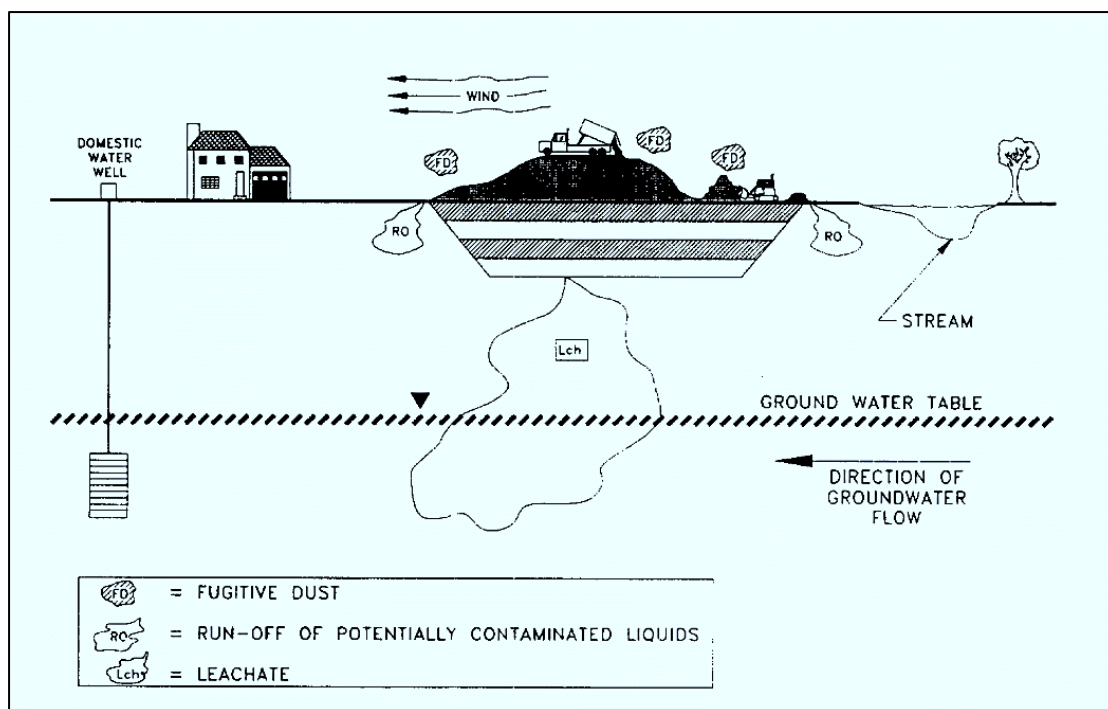 WIND
DOMESTIC
WATER
WELL
FD
FD
FD
RO
RO
STREAM
Lch
GROUND WATER TABLE
DIRECTION OF
GROUNDWATER
FLOW
FD = FUGITIVE DUST
RO = RUN-OFF OF POTENTIALLY CONTAMINATED LIQUIDS
Lch = LEACHATE